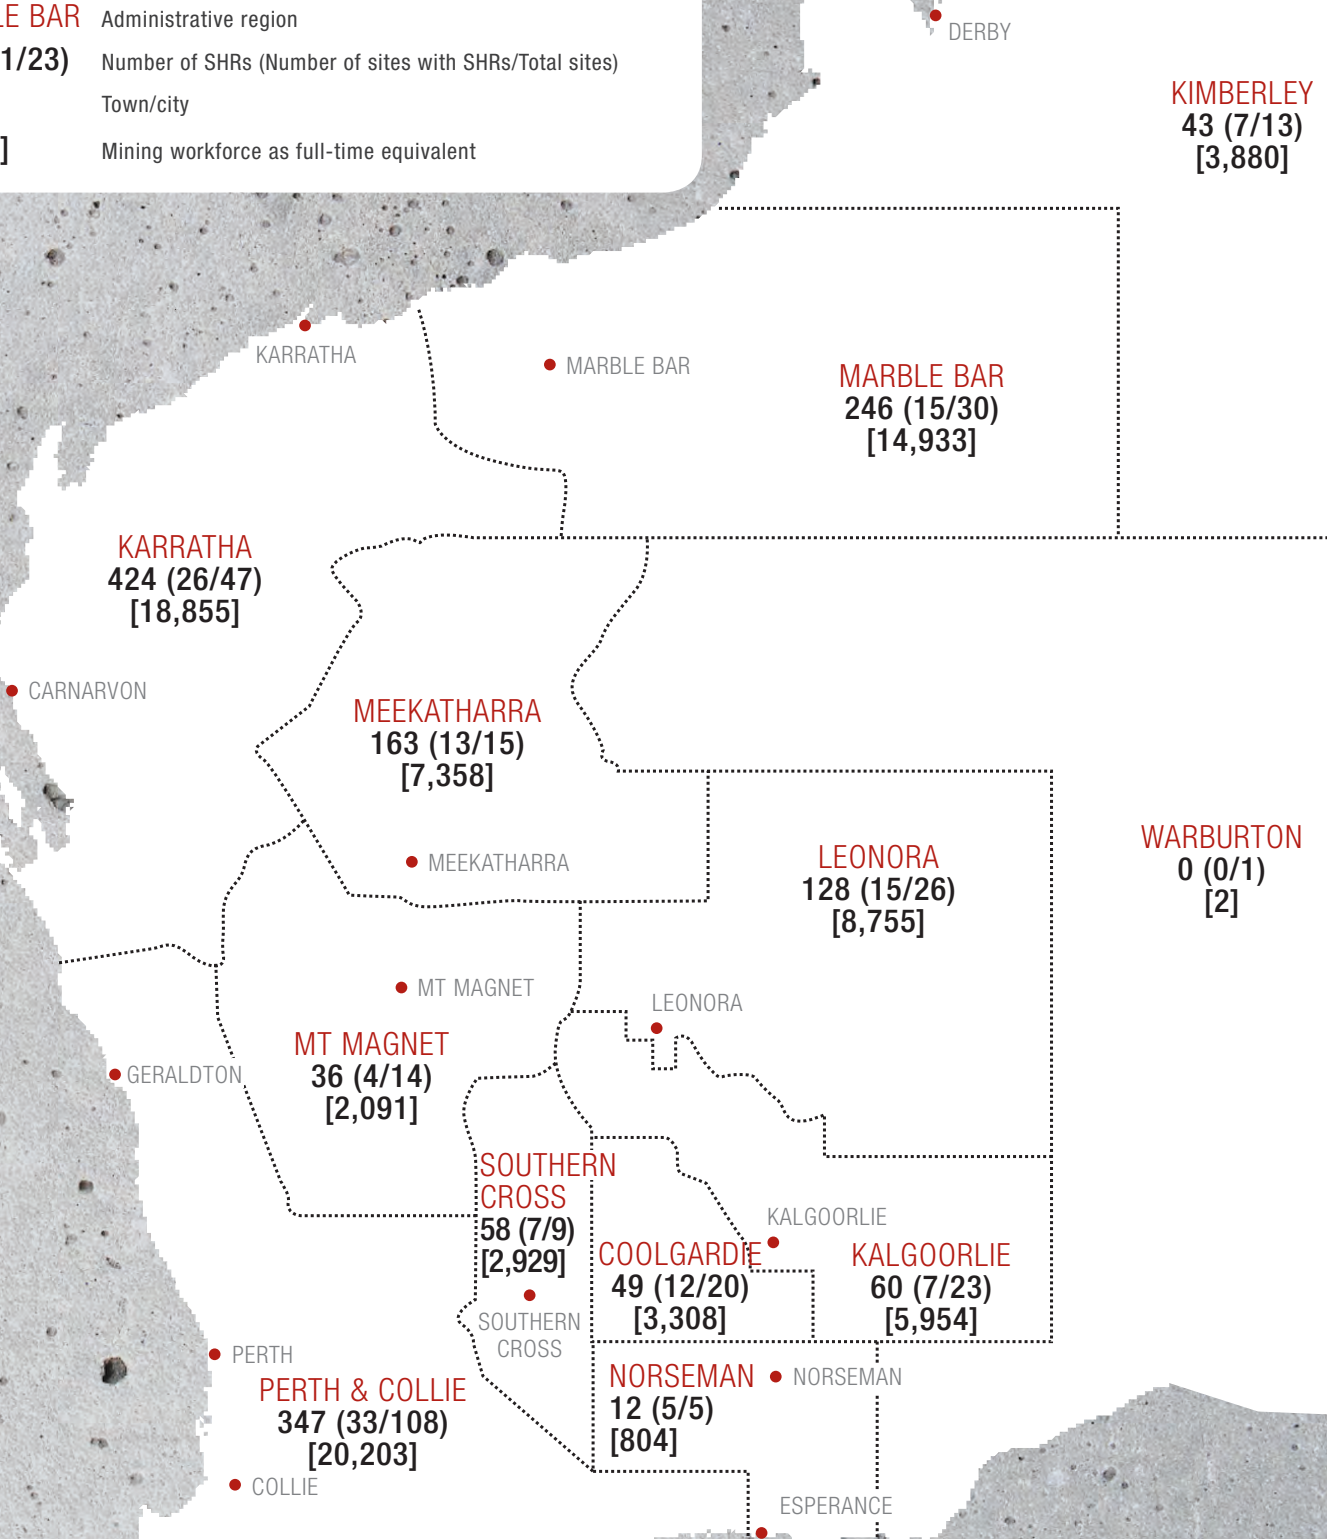 LE BAR Administrative region
1/23) Number of SHRs (Number of sites with SHRs/Total sites)
Town/city
] Mining workforce as full-time equivalent
DERBY
KIMBERLEY
43 (7/13)
[3,880]
KARRATHA
MARBLE BAR
MARBLE BAR
246 (15/30)
[14,933]
KARRATHA
424 (26/47)
[18,855]
CARNARVON
MEEKATHARRA
163 (13/15)
[7,358]
MEEKATHARRA
LEONORA
128 (15/26)
[8,755]
WARBURTON
0 (0/1)
[2]
MT MAGNET
LEONORA
MT MAGNET
36 (4/14)
[2,091]
GERALDTON
SOUTHERN
CROSS
58 (7/9)
[2,929]
SOUTHERN
CROSS
COOLGARDIE
49 (12/20)
[3,308]
KALGOORLIE
KALGOORLIE
60 (7/23)
[5,954]
PERTH
PERTH & COLLIE
347 (33/108)
[20,203]
COLLIE
NORSEMAN
12 (5/5)
[804]
NORSEMAN
ESPERANCE